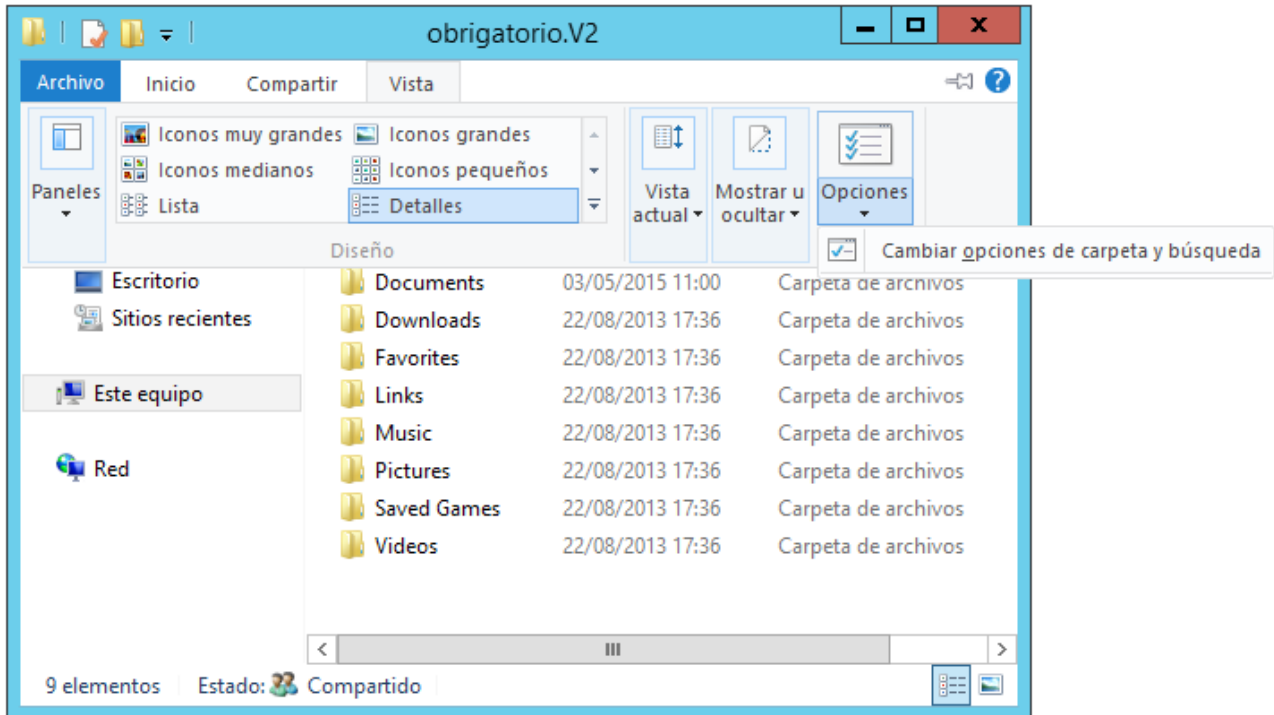 obrigatorio.V2
Archivo Inicio Compartir Vista
Iconos muy grandes Iconos grandes
Iconos medianos Iconos pequeños
Lista Detalles
Paneles
Diseño
Vista actual
Mostrar u ocultar
Opciones
Cambiar opciones de carpeta y búsqueda
Escritorio
Sitios recientes
Este equipo
Red
Documents 03/05/2015 11:00 Carpeta de archivos
Downloads 22/08/2013 17:36 Carpeta de archivos
Favorites 22/08/2013 17:36 Carpeta de archivos
Links 22/08/2013 17:36 Carpeta de archivos
Music 22/08/2013 17:36 Carpeta de archivos
Pictures 22/08/2013 17:36 Carpeta de archivos
Saved Games 22/08/2013 17:36 Carpeta de archivos
Videos 22/08/2013 17:36 Carpeta de archivos
9 elementos Estado: Compartido